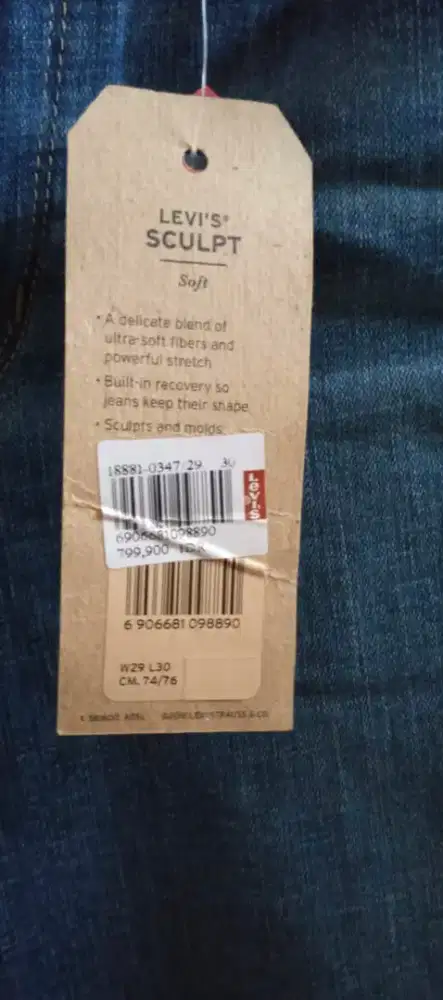 LEVI'S®
SCULPT
Soft
• A delicate blend of
ultra-soft fibers and
powerful stretch
• Built-in recovery so
jeans keep their shape
• Sculpts and molds
18881-0347 29 30
Levi's
6906681098890
799,900
6 906681 098890
W29 L30
CM. 74/76